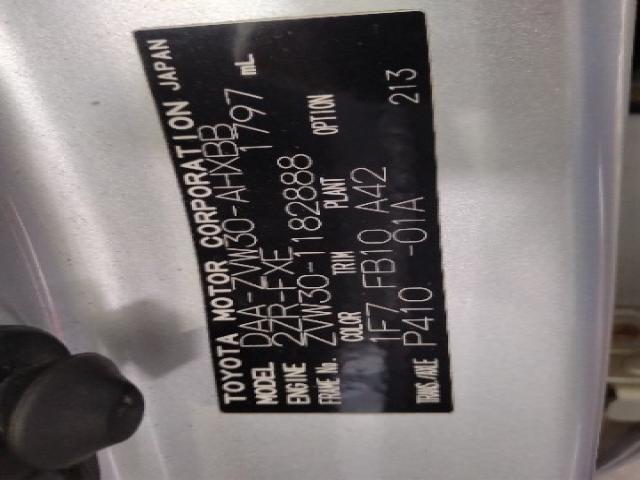 TOYOTA MOTOR CORPORATION JAPAN
MODEL DAA-ZVW30-AHXBB
ENGINE 2ZR-FXE 1797 mL
FRAME No. ZVW30-1182888
COLOR TRIM PLANT OPTION
1F7 FB10 A42
TRANS/AXLE P410 -01A 213